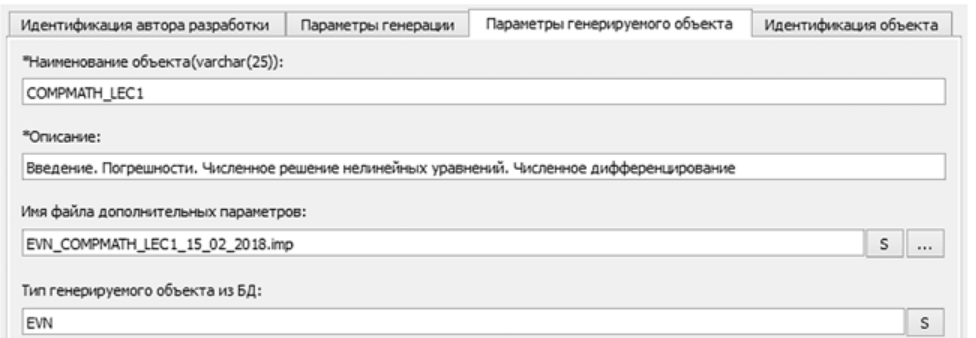 Идентификация автора разработки Параметры генерации Параметры генерируемого объекта Идентификация объекта
*Наименование объекта(varchar(25)):
COMPMATH_LEC1
*Описание:
Введение. Погрешности. Численное решение нелинейных уравнений. Численное дифференцирование
Имя файла дополнительных параметров:
EVN_COMPMATH_LEC1_15_02_2018.imp S ...
Тип генерируемого объекта из БД:
EVN S